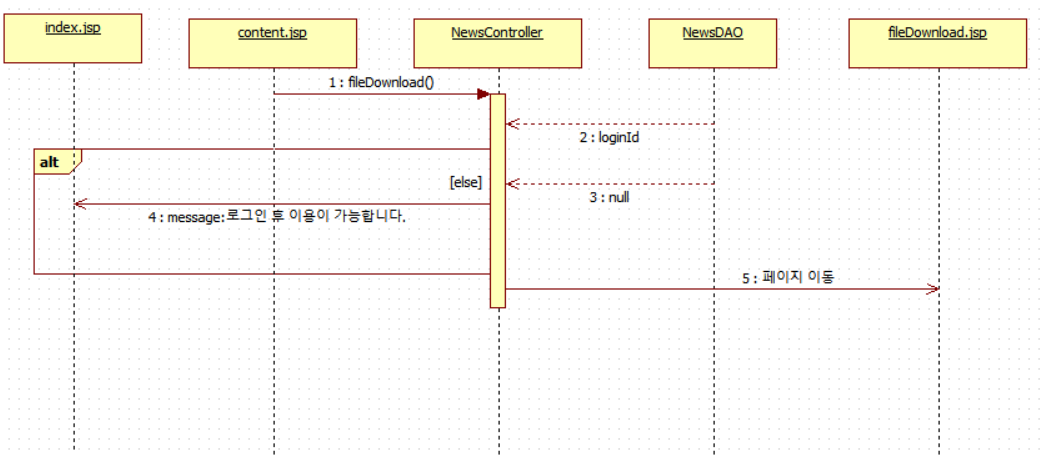 index.jsp
content.jsp
NewsController
NewsDAO
fileDownload.jsp
1 : fileDownload()
2 : loginId
alt
[else]
3 : null
4 : message:로그인 후 이용이 가능합니다.
5 : 페이지 이동